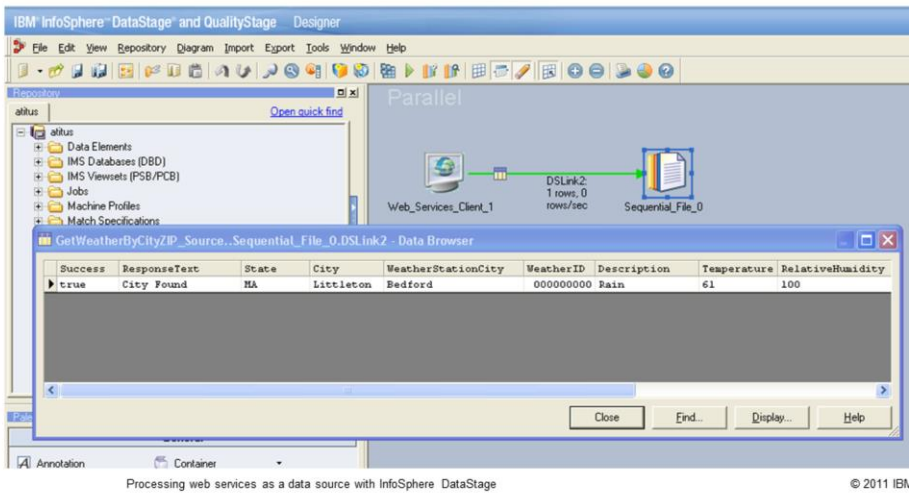 IBM® InfoSphere™ DataStage® and QualityStage Designer
File Edit View Repository Diagram Import Export Tools Window Help
Repository
atitus
Open quick find
atitus
Data Elements
IMS Databases (DBD)
IMS Viewsets (PSB/PCB)
Jobs
Machine Profiles
Match Specifications
Parallel
Web_Services_Client_1
DSLink2:
1 rows, 0
rows/sec
Sequential_File_0
GetWeatherByCityZIP_Source..Sequential_File_0.DSLink2 - Data Browser
Success ResponseText State City WeatherStationCity WeatherID Description Temperature RelativeHumidity
true City Found MA Littleton Bedford 000000000 Rain 61 100
Close Find... Display... Help
Annotation Container
Processing web services as a data source with InfoSphere DataStage
© 2011 IBM